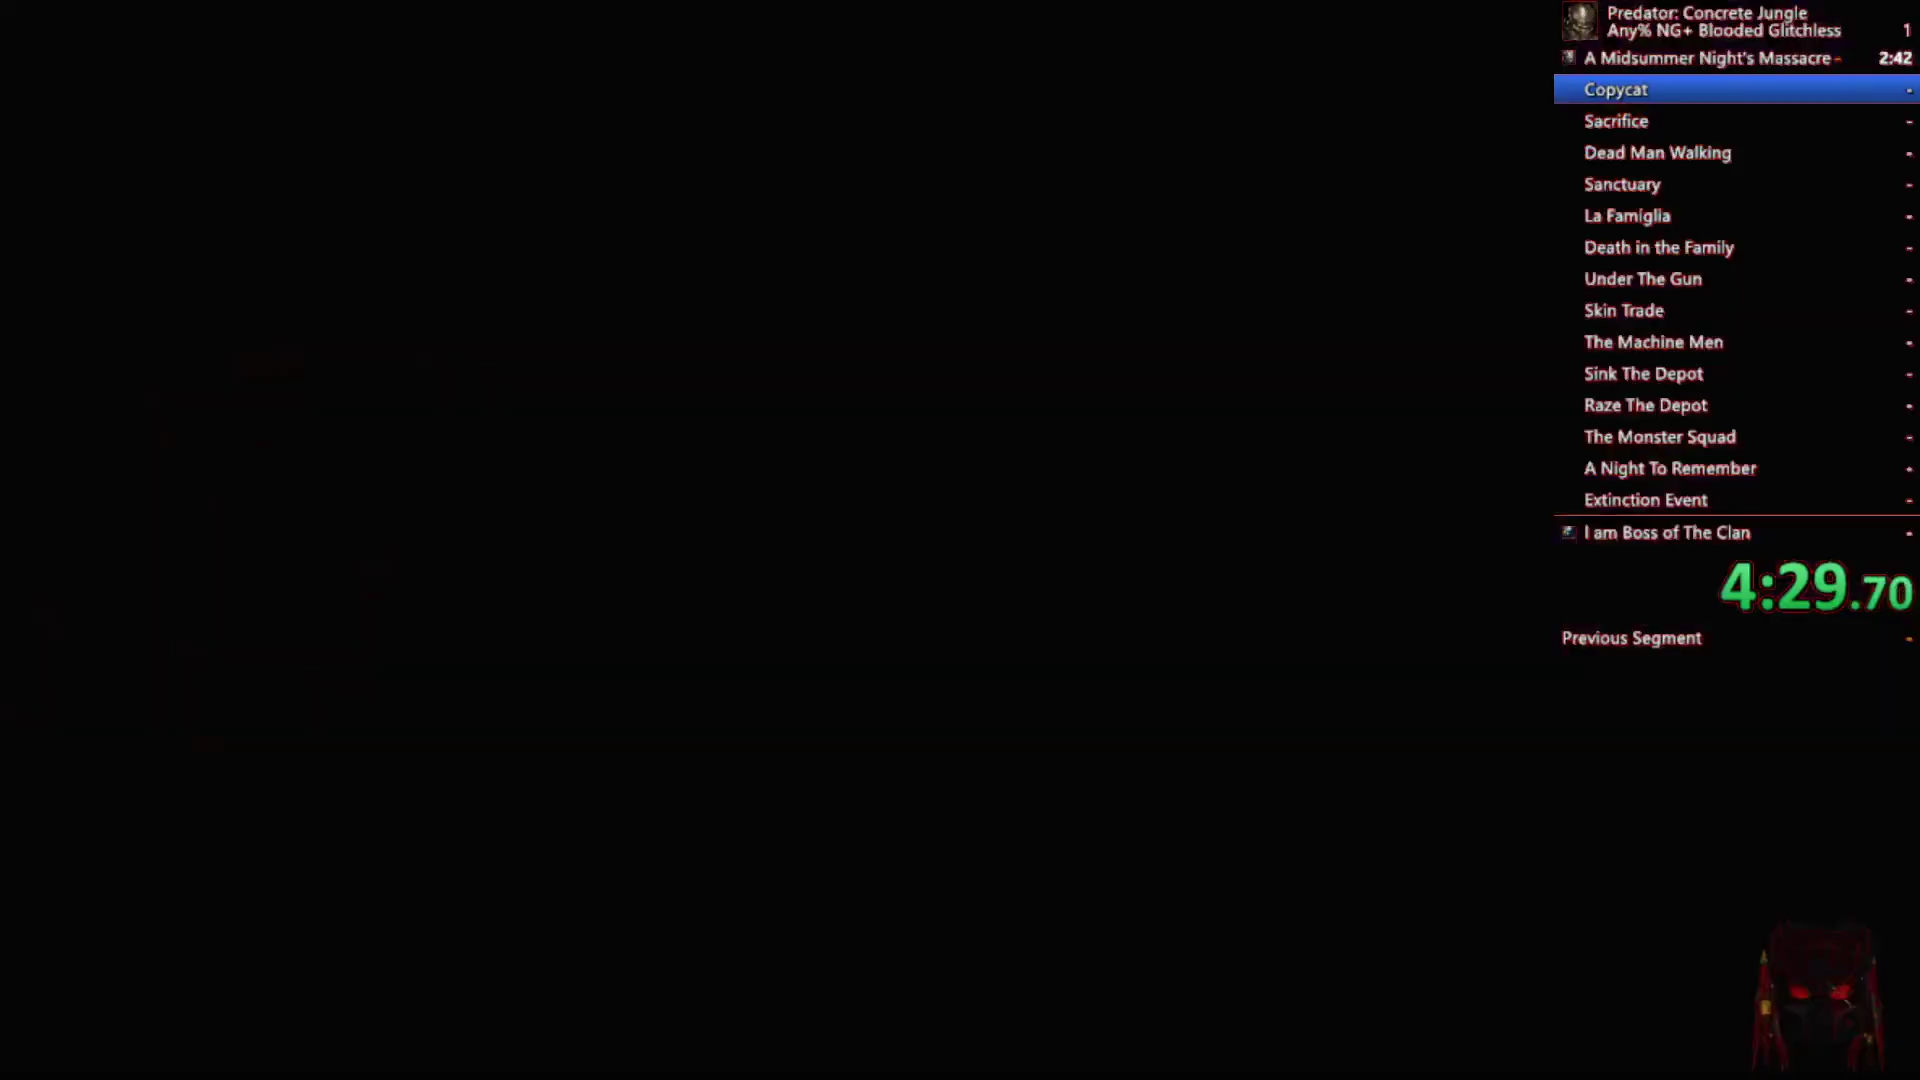 Predator: Concrete Jungle
Any% NG+ Blooded Glitchless 1
A Midsummer Night's Massacre - 2:42
Copycat -
Sacrifice -
Dead Man Walking -
Sanctuary -
La Famiglia -
Death in the Family -
Under The Gun -
Skin Trade -
The Machine Men -
Sink The Depot -
Raze The Depot -
The Monster Squad -
A Night To Remember -
Extinction Event -
I am Boss of The Clan -
4:29.70
Previous Segment -